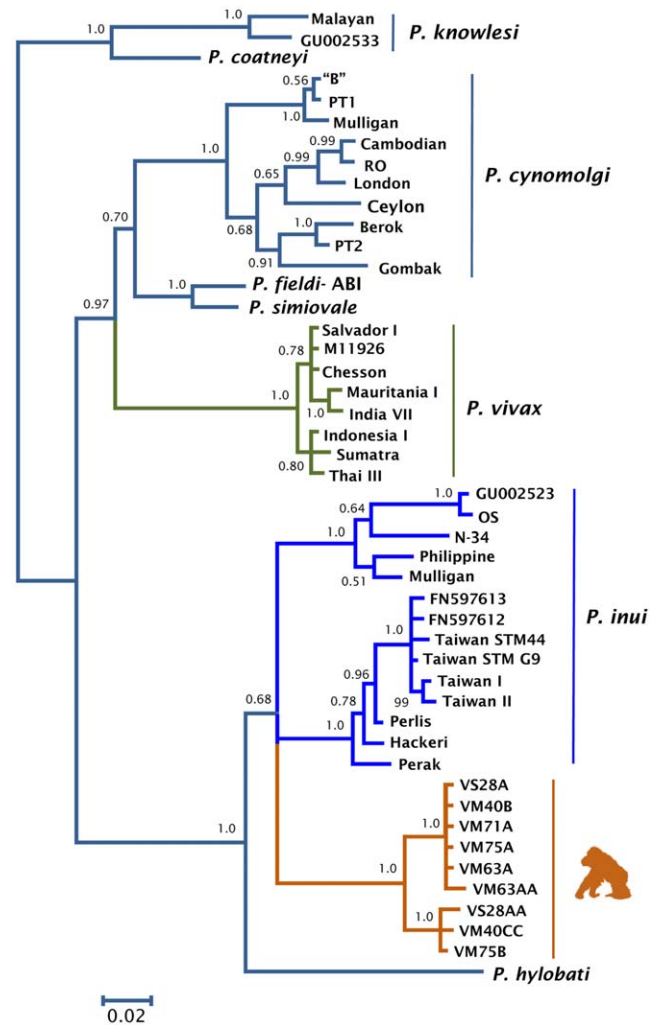 1.0
Malayan
1.0
GU002533
P. knowlesi
P. coatneyi
0.56
“B”
PT1
1.0
Mulligan
1.0
0.99
Cambodian
0.99
RO
0.65
London
P. cynomolgi
Ceylon
0.70
0.68
1.0
Berok
PT2
0.91
Gombak
1.0
P. fieldi- ABI
0.97
P. simiovale
Salvador I
0.78
M11926
Chesson
1.0
Mauritania I
1.0
India VII
P. vivax
Indonesia I
Sumatra
0.80
Thai III
1.0
GU002523
0.64
OS
1.0
N-34
Philippine
0.51
Mulligan
FN597613
P. inui
FN597612
1.0
Taiwan STM44
Taiwan STM G9
0.96
Taiwan I
0.68
0.78
99
Taiwan II
1.0
Perlis
Hackeri
Perak
VS28A
VM40B
1.0
1.0
VM71A
VM75A
1.0
VM63A
VM63AA
1.0
VS28AA
VM40CC
VM75B
P. hylobati
0.02